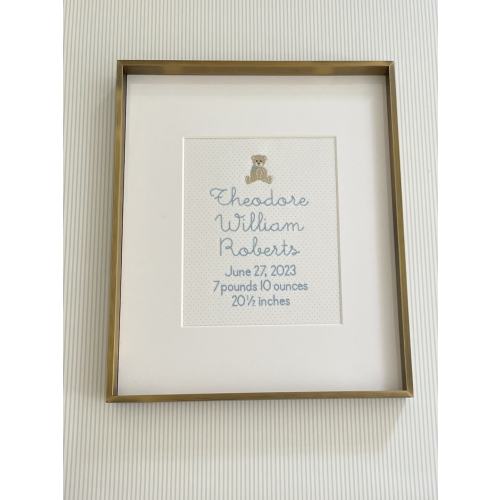 Theodore
William
Roberts
June 27, 2023
7 pounds 10 ounces
20½ inches